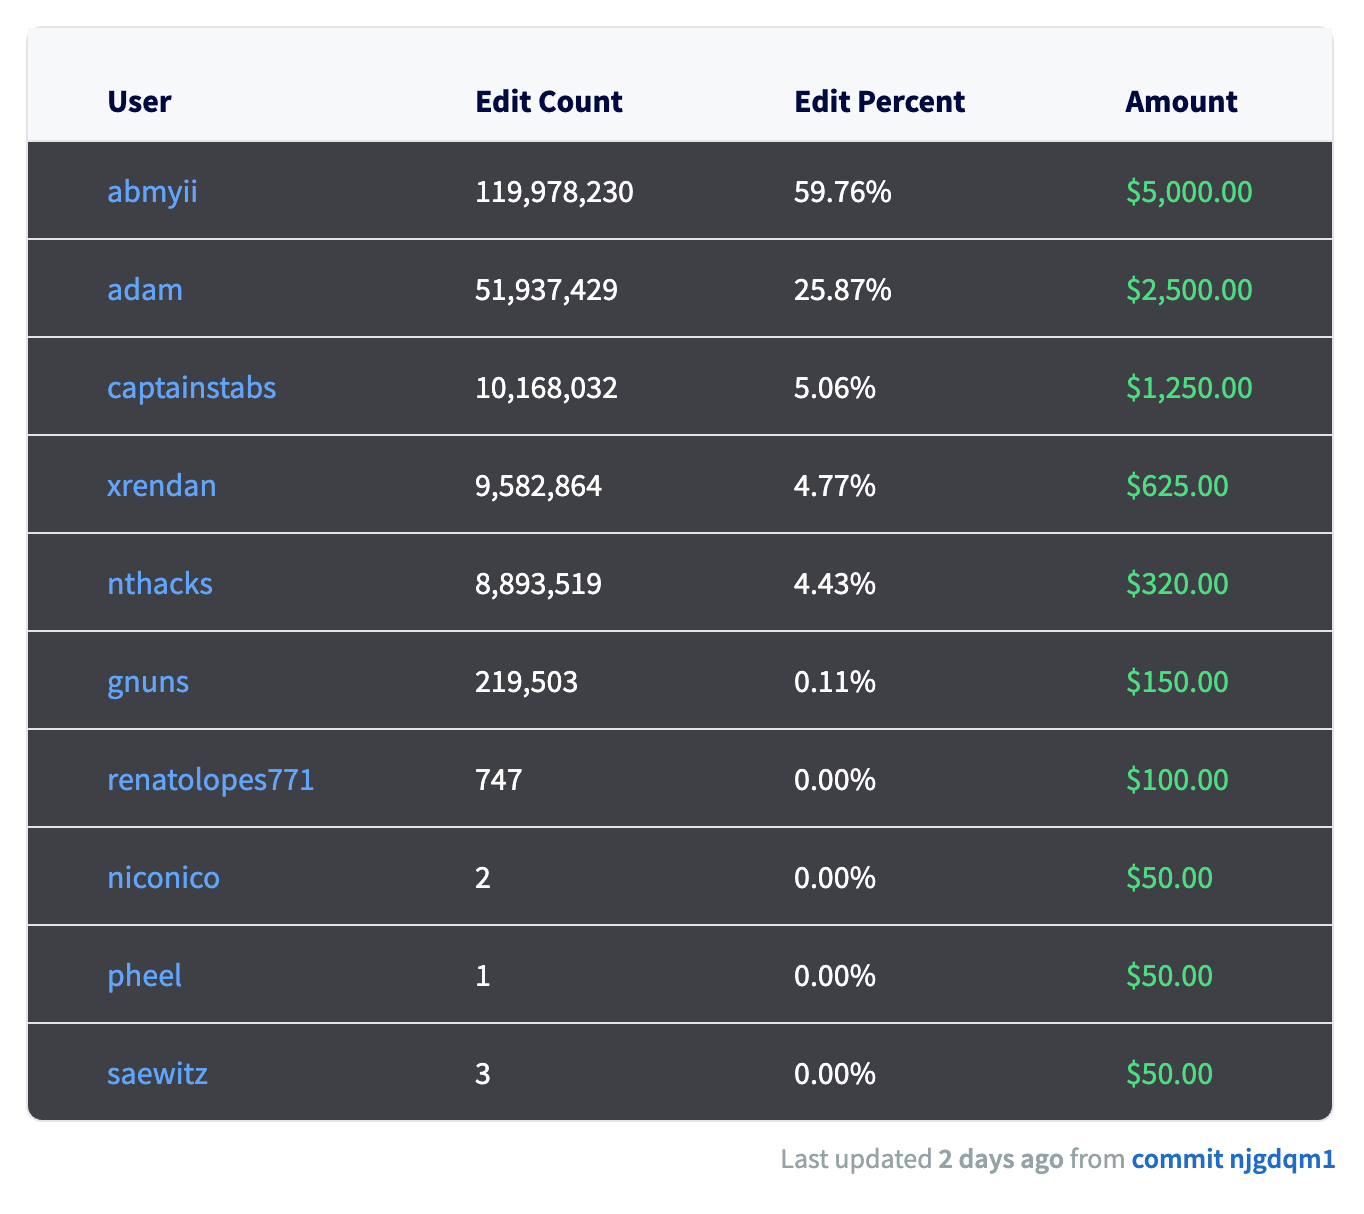 User Edit Count Edit Percent Amount
abmyii 119,978,230 59.76% $5,000.00
adam 51,937,429 25.87% $2,500.00
captainstabs 10,168,032 5.06% $1,250.00
xrendan 9,582,864 4.77% $625.00
nthacks 8,893,519 4.43% $320.00
gnuns 219,503 0.11% $150.00
renatolopes771 747 0.00% $100.00
niconico 2 0.00% $50.00
pheel 1 0.00% $50.00
saewitz 3 0.00% $50.00
Last updated 2 days ago from commit njgdqm1